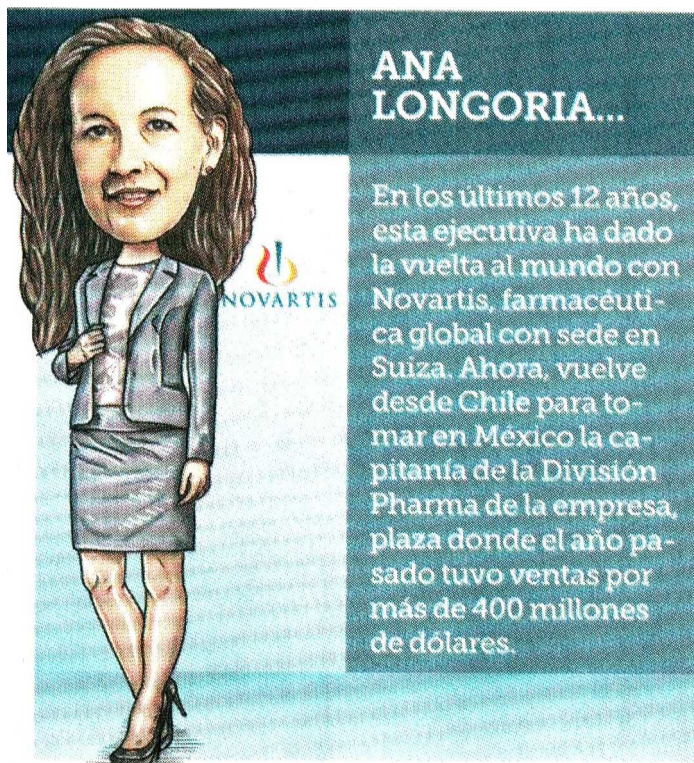 ANA
LONGORIA...
NOVARTIS
En los últimos 12 años,
esta ejecutiva ha dado
la vuelta al mundo con
Novartis, farmacéuti-
ca global con sede en
Suiza. Ahora, vuelve
desde Chile para to-
mar en México la ca-
pitanía de la División
Pharma de la empresa,
plaza donde el año pa-
sado tuvo ventas por
más de 400 millones
de dólares.